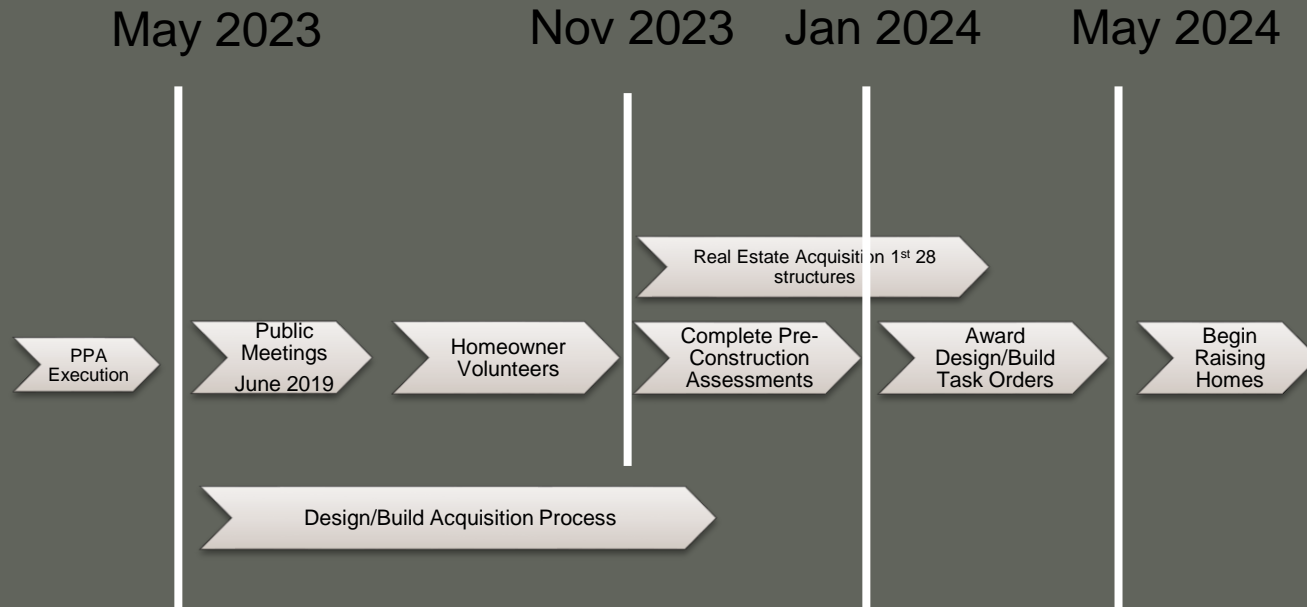 May 2023
Nov 2023
Jan 2024
May 2024
Real Estate Acquisition 1st 28
structures
PPA
Execution
Public
Meetings
June 2019
Homeowner
Volunteers
Complete Pre-
Construction
Assessments
Award
Design/Build
Task Orders
Begin
Raising
Homes
Design/Build Acquisition Process